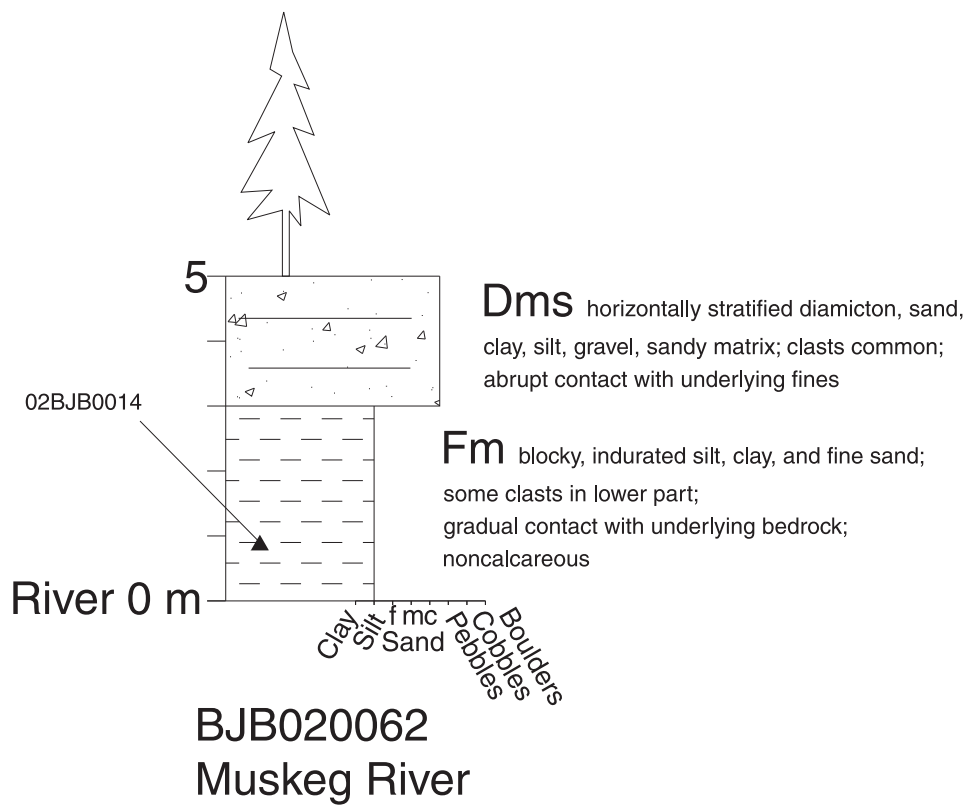 5
Dms horizontally stratified diamicton, sand,
clay, silt, gravel, sandy matrix; clasts common;
abrupt contact with underlying fines
02BJB0014
Fm blocky, indurated silt, clay, and fine sand;
some clasts in lower part;
gradual contact with underlying bedrock;
noncalcareous
River 0 m
Clay
Silt
f m c
Sand
Pebbles
Cobbles
Boulders
BJB020062
Muskeg River